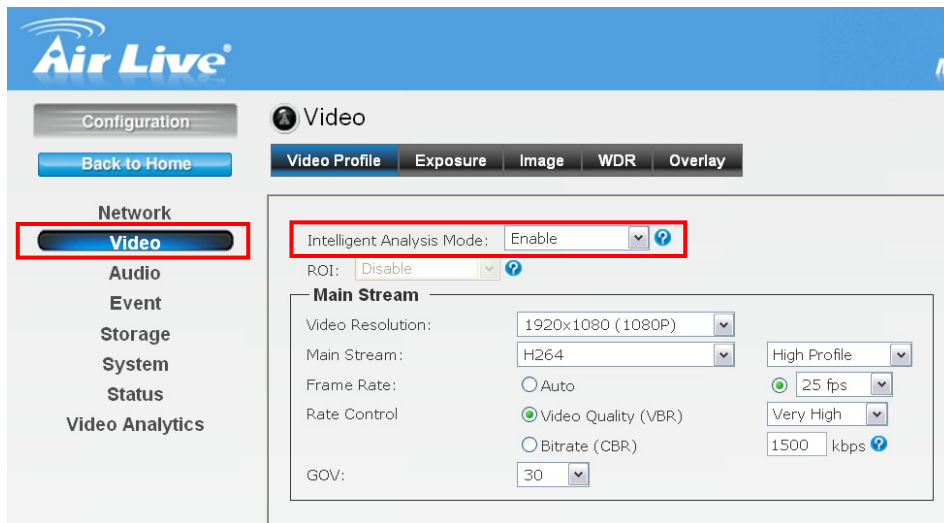 Air Live®
Configuration
Back to Home
Network
Video
Audio
Event
Storage
System
Status
Video Analytics
Video
Video Profile Exposure Image WDR Overlay
Intelligent Analysis Mode: Enable ?
ROI: Disable ?
Main Stream
Video Resolution: 1920x1080 (1080P)
Main Stream: H264 High Profile
Frame Rate: Auto 25 fps
Rate Control Video Quality (VBR) Very High
Bitrate (CBR) 1500 kbps ?
GOV: 30